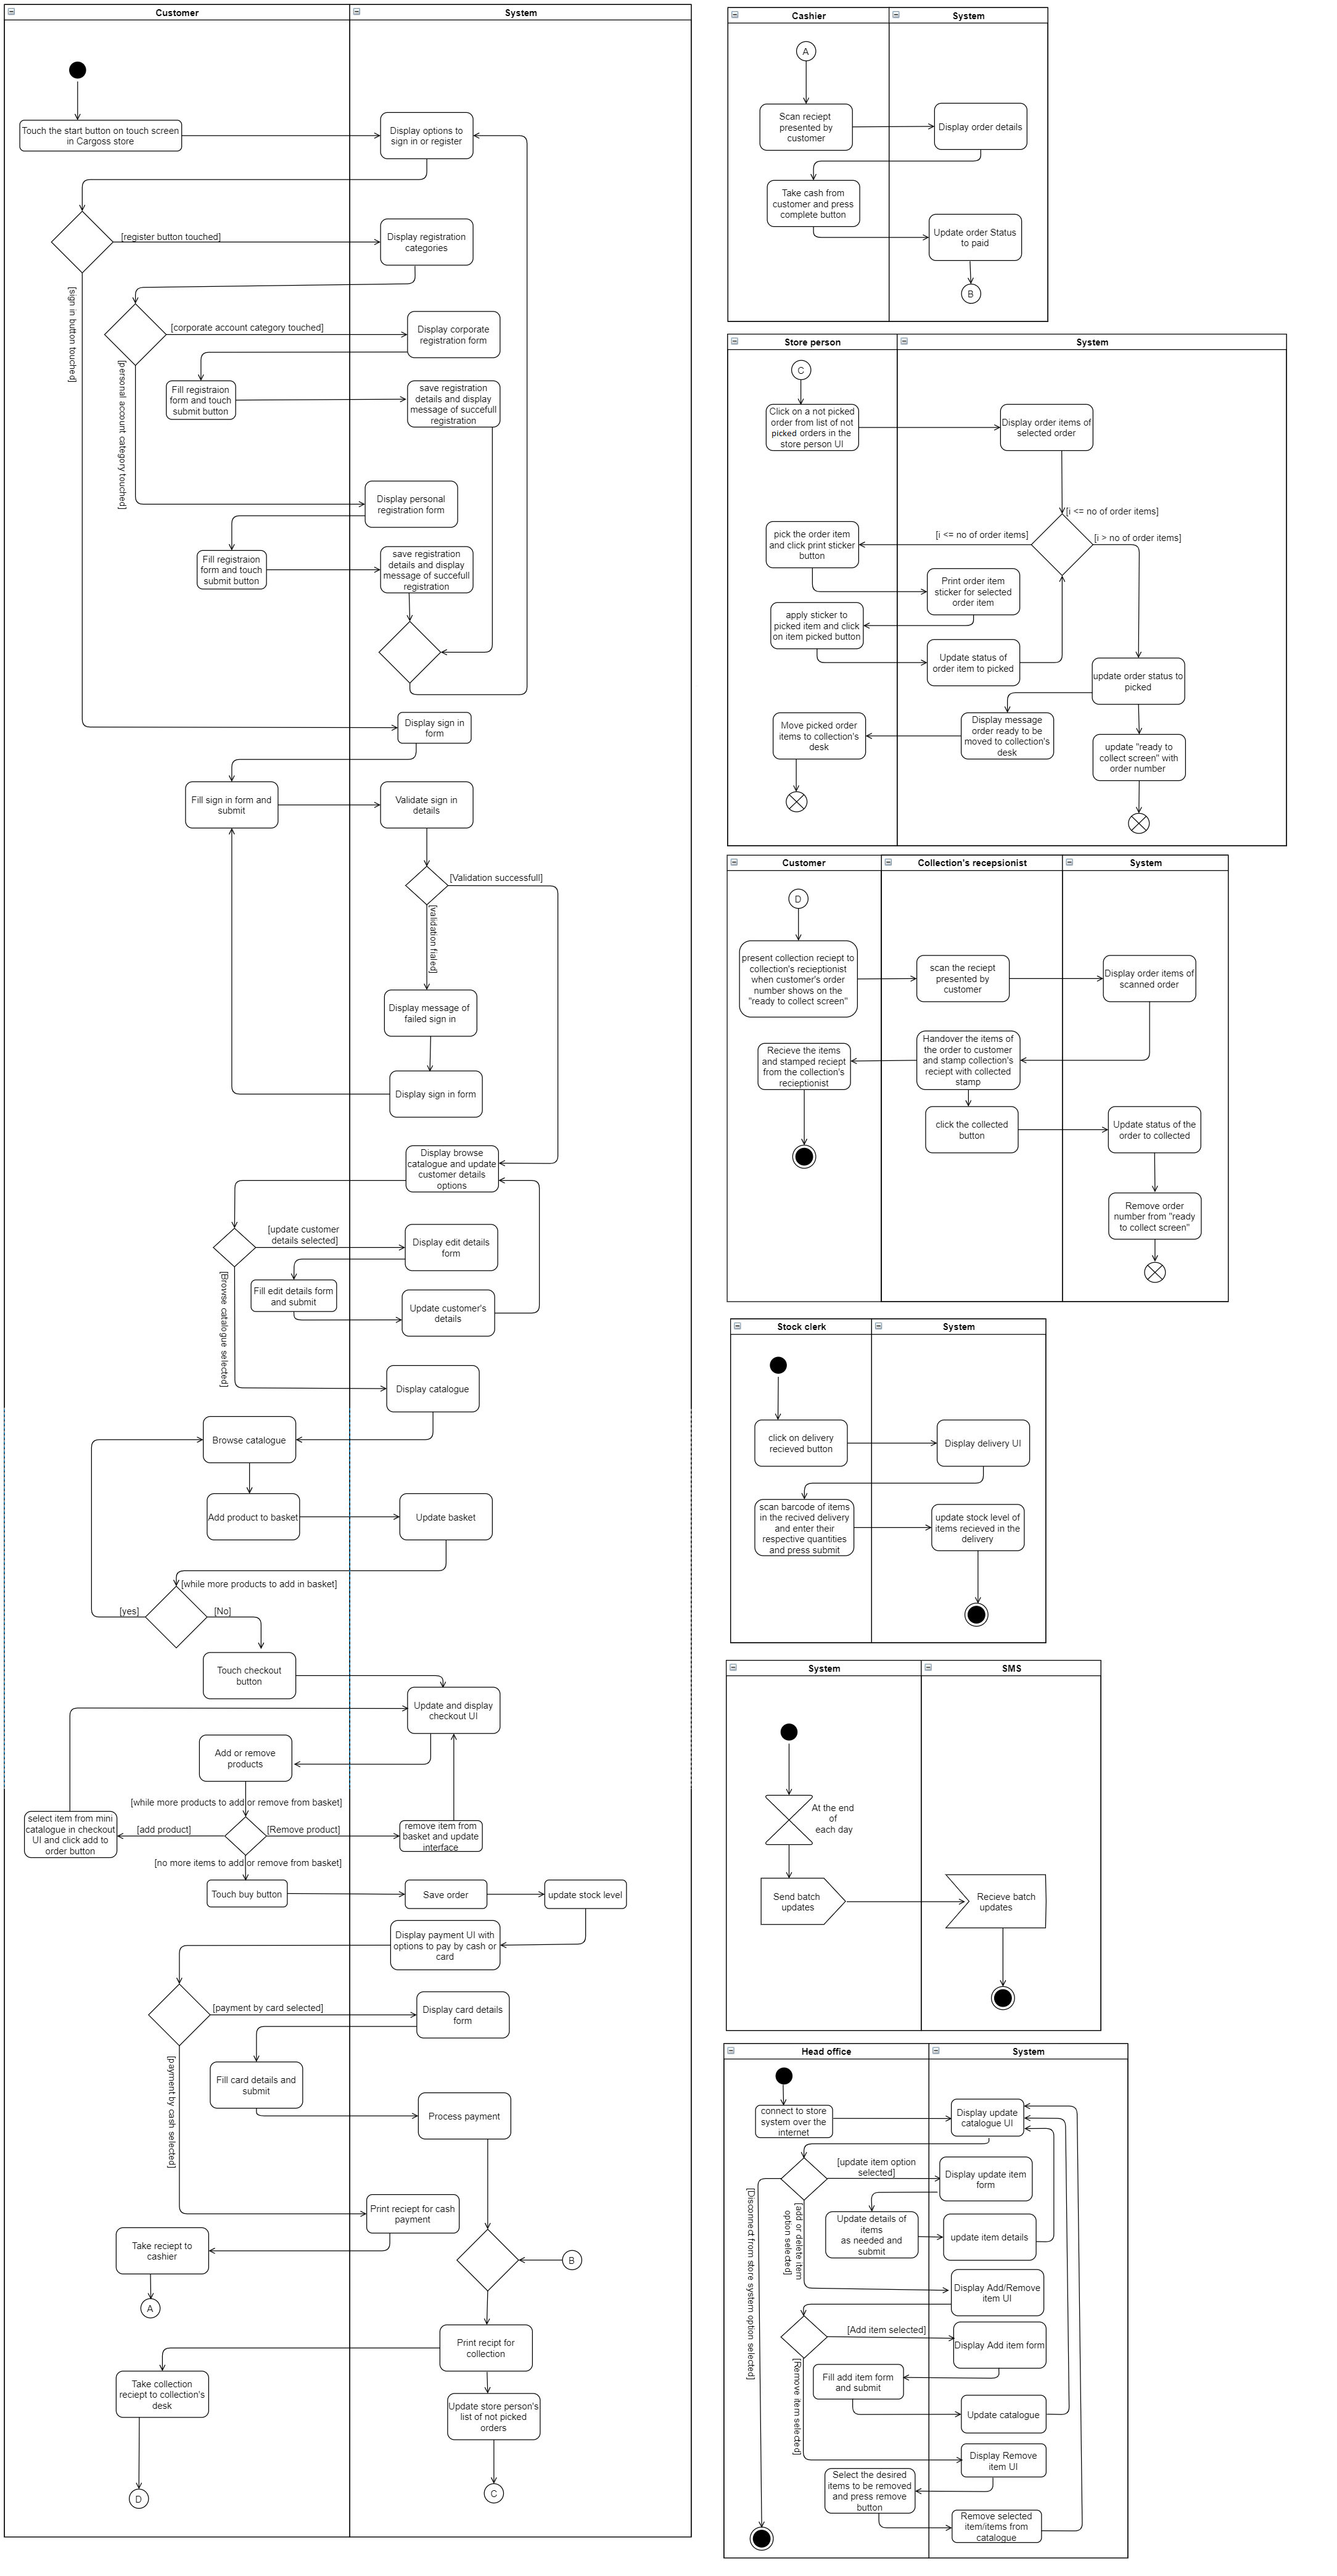 Customer
System
Touch the start button on touch screen
in Cargoss store
Display options to
sign in or register
[register button touched]
Display registration
categories
[sign in button touched]
[corporate account category touched]
Display corporate
registration form
[personal account category touched]
Fill registraion
form and touch
submit button
save registration
details and display
message of succefull
registration
Display personal
registration form
Fill registraion
form and touch
submit button
save registration
details and display
message of succefull
registration
Display sign in
form
Fill sign in form and
submit
Validate sign in
details
[Validation successfull]
[validation fialed]
Display message of
failed sign in
Display sign in form
Display browse
catalogue and update
customer details
options
[update customer
details selected]
Display edit details
form
[Browse catalogue selected]
Fill edit details form
and submit
Update customer's
details
Display catalogue
Browse catalogue
Add product to basket
Update basket
[while more products to add in basket]
[yes]
[No]
Touch checkout
button
Update and display
checkout UI
Add or remove
products
[while more products to add or remove from basket]
select item from mini
catalogue in checkout
UI and click add to
order button
[add product]
[Remove product]
remove item from
basket and update
interface
[no more items to add or remove from basket]
Touch buy button
Save order
update stock level
Display payment UI with
options to pay by cash or
card
[payment by card selected]
Display card details
form
[payment by cash selected]
Fill card details and
submit
Process payment
Print reciept for cash
payment
Take reciept to
cashier
B
A
Print recipt for
collection
Take collection
reciept to collection's
desk
Update store person's
list of not picked
orders
D
C
Cashier
System
A
Scan reciept
presented by
customer
Display order details
Take cash from
customer and press
complete button
Update order Status
to paid
B
Store person
System
C
Click on a not picked
order from list of not
picked orders in the
store person UI
Display order items of
selected order
[i <= no of order items]
[i <= no of order items]
[i > no of order items]
pick the order item
and click print sticker
button
Print order item
sticker for selected
order item
apply sticker to
picked item and click
on item picked button
Update status of
order item to picked
update order status to
picked
Move picked order
items to collection's
desk
Display message
order ready to be
moved to collection's
desk
update "ready to
collect screen" with
order number
Customer
Collection's recepsionist
System
D
present collection reciept to
collection's recieptionist
when customer's order
number shows on the
"ready to collect screen"
scan the reciept
presented by
customer
Display order items of
scanned order
Recieve the items
and stamped reciept
from the collection's
recieptionist
Handover the items of
the order to customer
and stamp collection's
reciept with collected
stamp
click the collected
button
Update status of the
order to collected
Remove order
number from "ready
to collect screen"
Stock clerk
System
click on delivery
recieved button
Display delivery UI
scan barcode of items
in the recived delivery
and enter their
respective quantities
and press submit
update stock level of
items recieved in the
delivery
System
SMS
At the end
of
each day
Send batch
updates
Recieve batch
updates
Head office
System
connect to store
system over the
internet
Display update
catalogue UI
[update item option
selected]
Display update item
form
[Disconnect from store system option selected]
[add or delete item
option selected]
Update details of
items
as needed and
submit
update item details
Display Add/Remove
item UI
[Add item selected]
Display Add item form
[Remove item selected]
Fill add item form
and submit
Update catalogue
Display Remove
item UI
Select the desired
items to be removed
and press remove
button
Remove selected
item/items from
catalogue